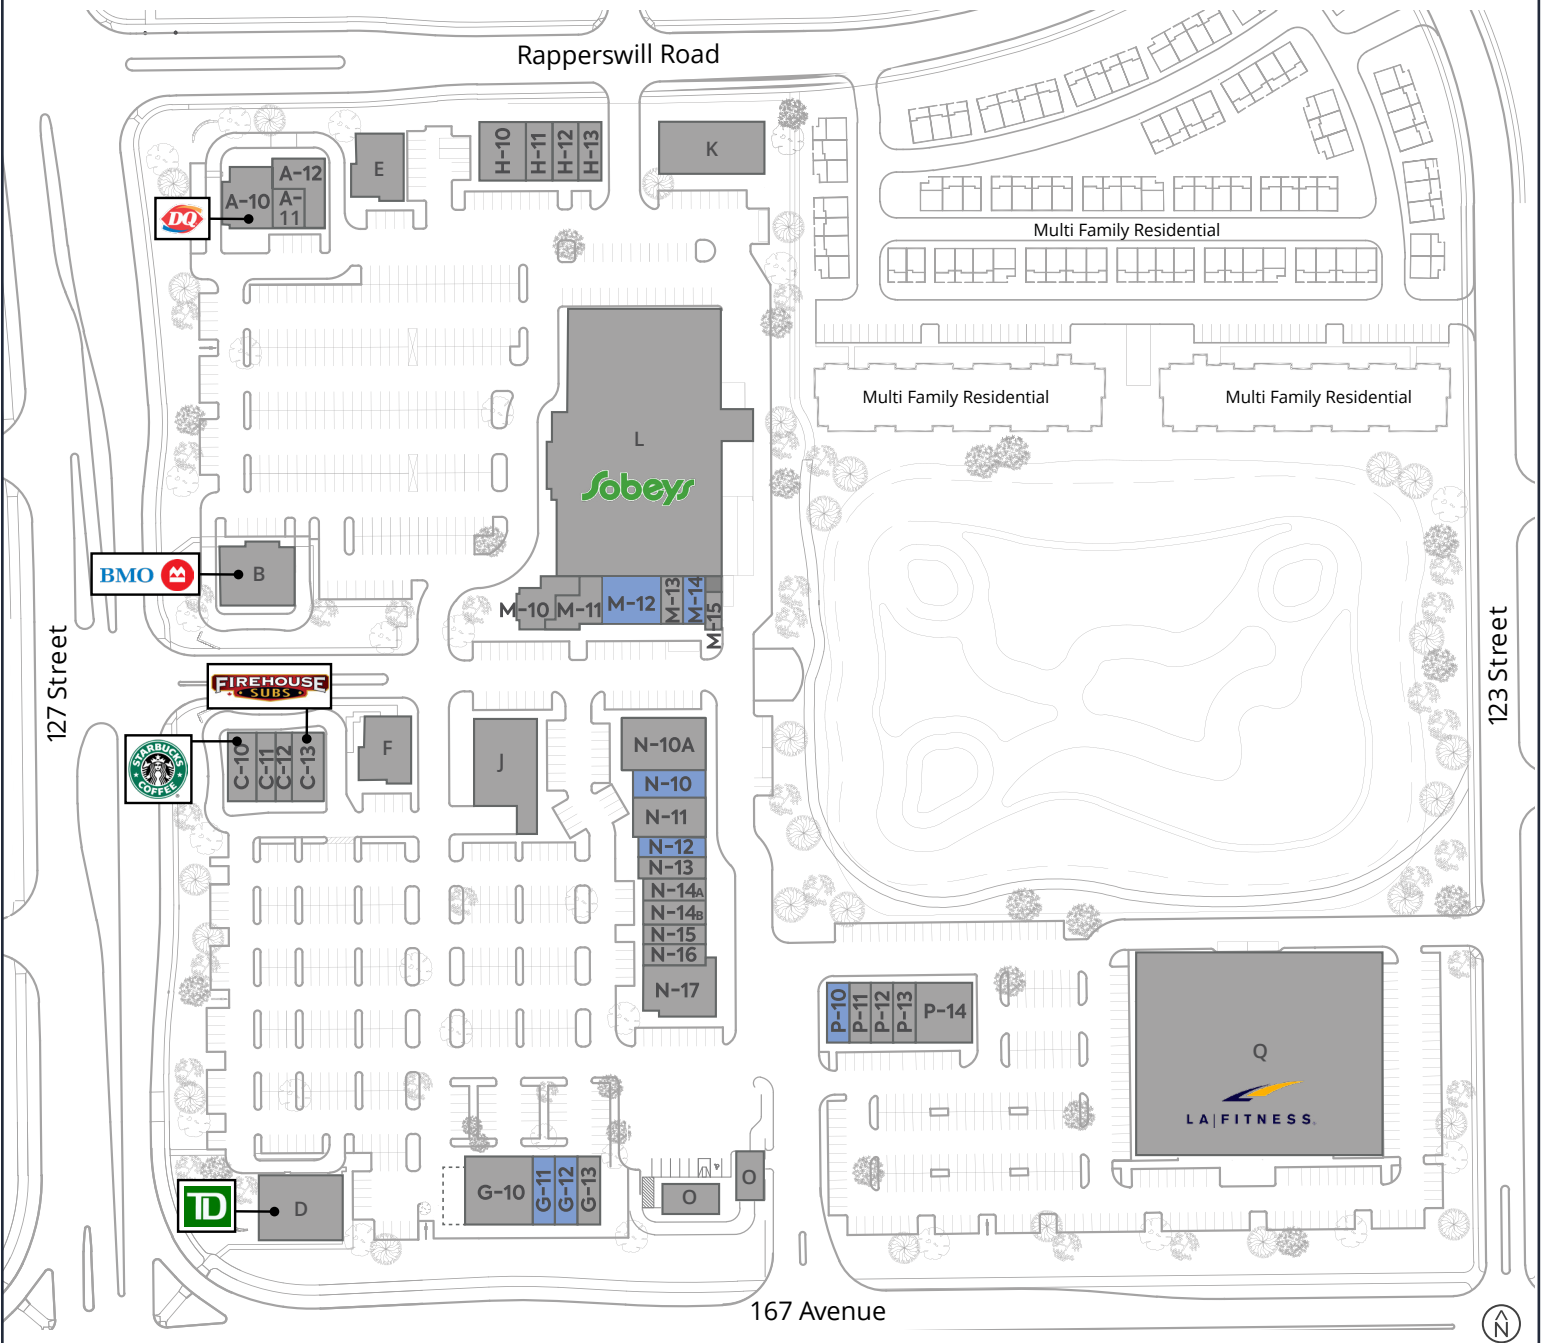 Rapperswill Road
H-10
H-11
H-12
H-13
K
E
A-12
A-10
A-
11
DQ
Multi Family Residential
Multi Family Residential
Multi Family Residential
L
Sobeys
BMO
B
M-10
M-11
M-12
M-13
M-14
M-15
127 Street
123 Street
FIREHOUSE
SUBS
STARBUCKS
COFFEE
C-10
C-11
C-12
C-13
F
J
N-10A
N-10
N-11
N-12
N-13
N-14A
N-14B
N-15
N-16
N-17
P-10
P-11
P-12
P-13
P-14
Q
LA|FITNESS
TD
D
G-10
G-11
G-12
G-13
O
O
167 Avenue
N